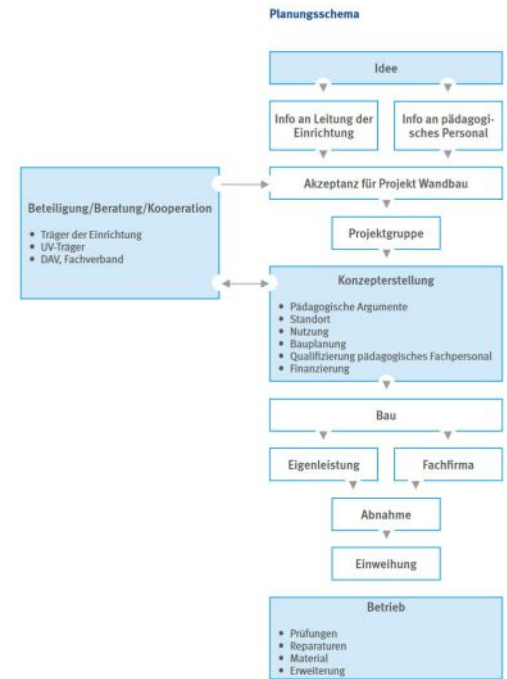 Planungsschema
Idee
Info an Leitung der
Einrichtung
Info an pädagogi-
sches Personal
Beteiligung/Beratung/Kooperation
• Träger der Einrichtung
• UV-Träger
• DAV, Fachverband
Akzeptanz für Projekt Wandbau
Projektgruppe
Konzepterstellung
• Pädagogische Argumente
• Standort
• Nutzung
• Bauplanung
• Qualifizierung pädagogisches Fachpersonal
• Finanzierung
Bau
Eigenleistung
Fachfirma
Abnahme
Einweihung
Betrieb
• Prüfungen
• Reparaturen
• Material
• Erweiterung